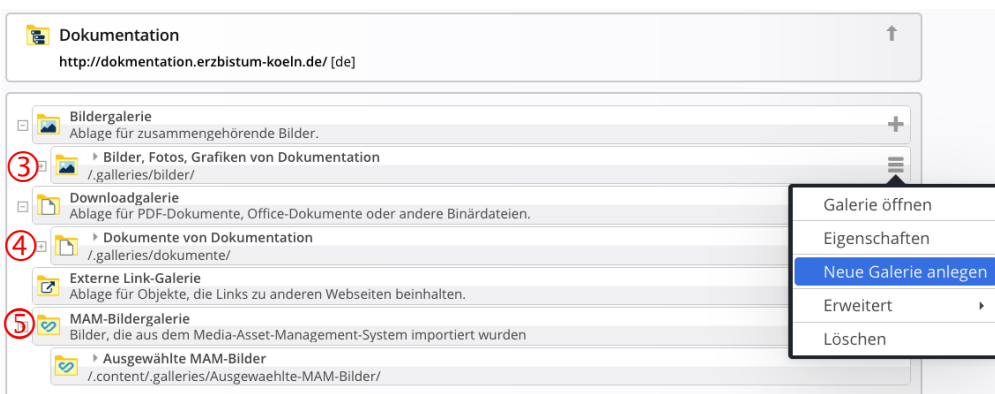 Dokumentation
http://dokmentation.erzbistum-koeln.de/ [de]
Bildergalerie
Ablage für zusammengehörende Bilder.
③
Bilder, Fotos, Grafiken von Dokumentation
/.galleries/bilder/
Downloadgalerie
Ablage für PDF-Dokumente, Office-Dokumente oder andere Binärdateien.
④
Dokumente von Dokumentation
/.galleries/dokumente/
Externe Link-Galerie
Ablage für Objekte, die Links zu anderen Webseiten beinhalten.
⑤
MAM-Bildergalerie
Bilder, die aus dem Media-Asset-Management-System importiert wurden
Ausgewählte MAM-Bilder
/.content/.galleries/Ausgewaehlte-MAM-Bilder/
Galerie öffnen
Eigenschaften
Neue Galerie anlegen
Erweitert
Löschen